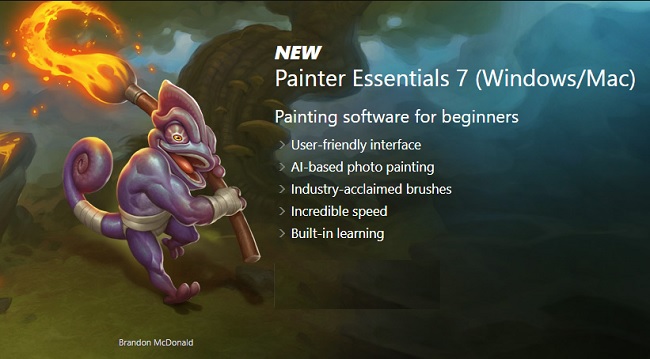 NEW
Painter Essentials 7 (Windows/Mac)
Painting software for beginners
> User-friendly interface
> AI-based photo painting
> Industry-acclaimed brushes
> Incredible speed
> Built-in learning
Brandon McDonald